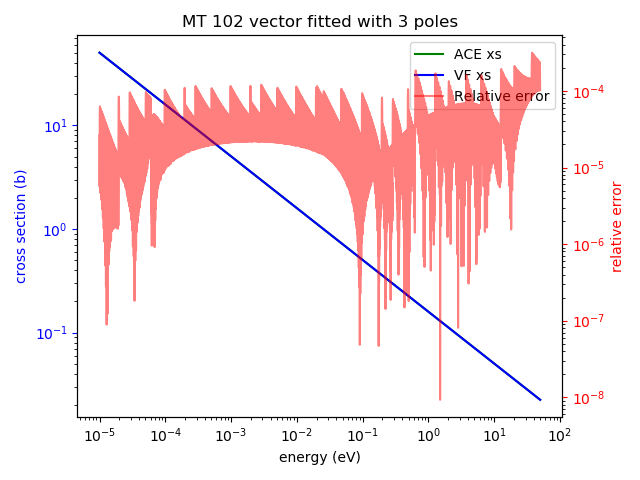 MT 102 vector fitted with 3 poles
ACE xs
VF xs
Relative error
cross section (b)
10¹
10⁰
10⁻¹
10⁻⁴
10⁻⁵
10⁻⁶
10⁻⁷
10⁻⁸
relative error
10⁻⁵ 10⁻⁴ 10⁻³ 10⁻² 10⁻¹ 10⁰ 10¹ 10²
energy (eV)